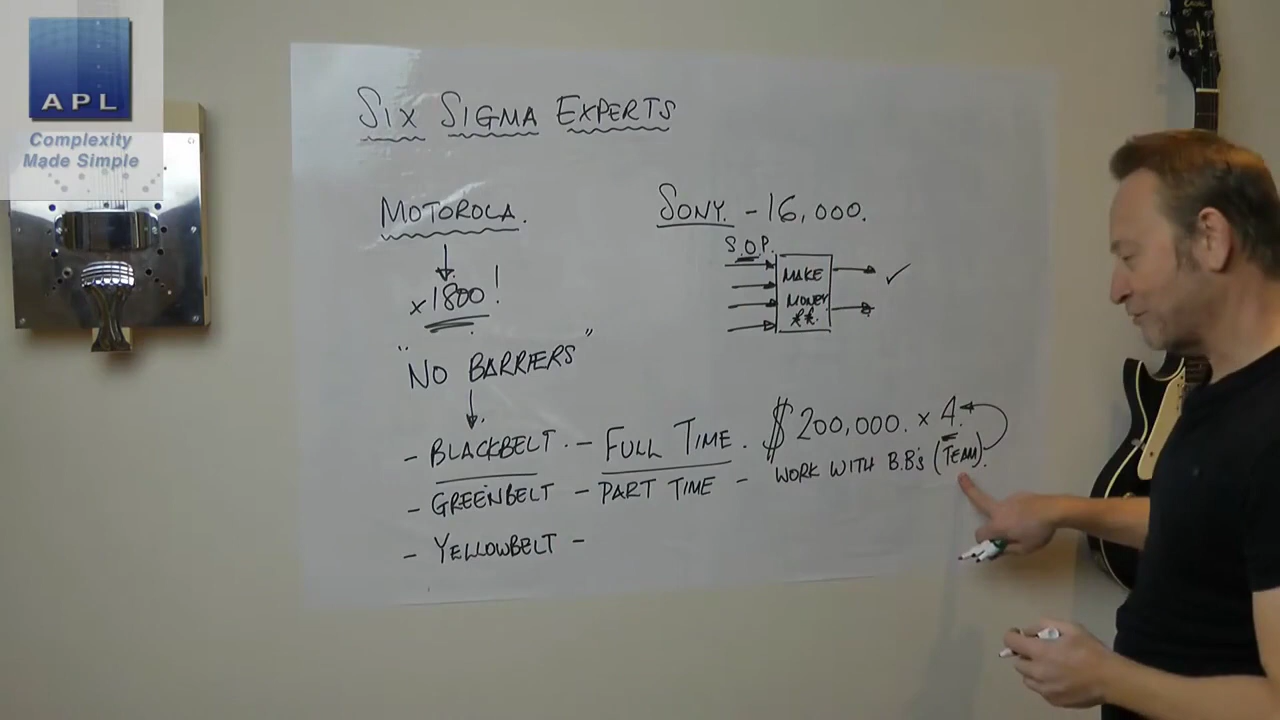 APL
Complexity
Made Simple
SIX SIGMA EXPERTS
MOTOROLA.
x 1800!
"NO BARRIERS"
SONY. - 16,000.
S.O.P.
MAKE
MONEY
**.
- BLACKBELT. - FULL TIME. $200,000. x 4.
- GREENBELT - PART TIME - WORK WITH B.B's (TEAM).
- YELLOWBELT -